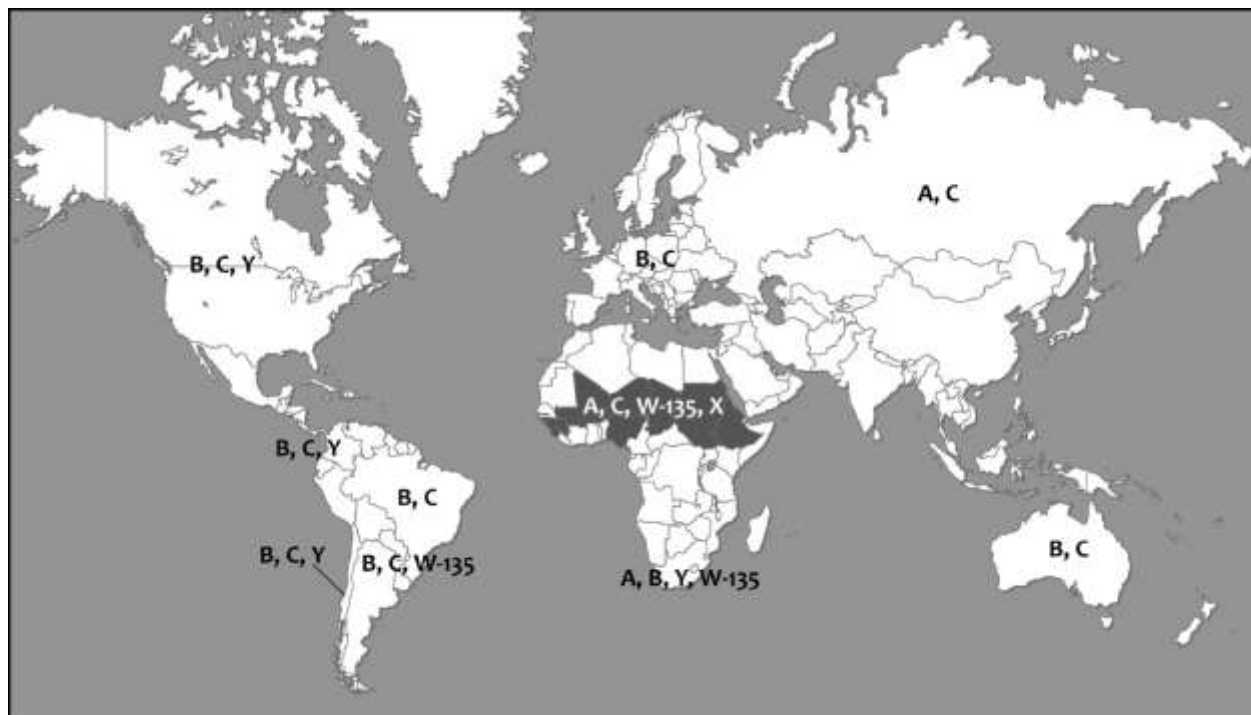 A, C
B, C, Y
B, C
A, C, W-135, X
B, C, Y
B, C
B, C, Y
B, C, W-135
B, C
A, B, Y, W-135